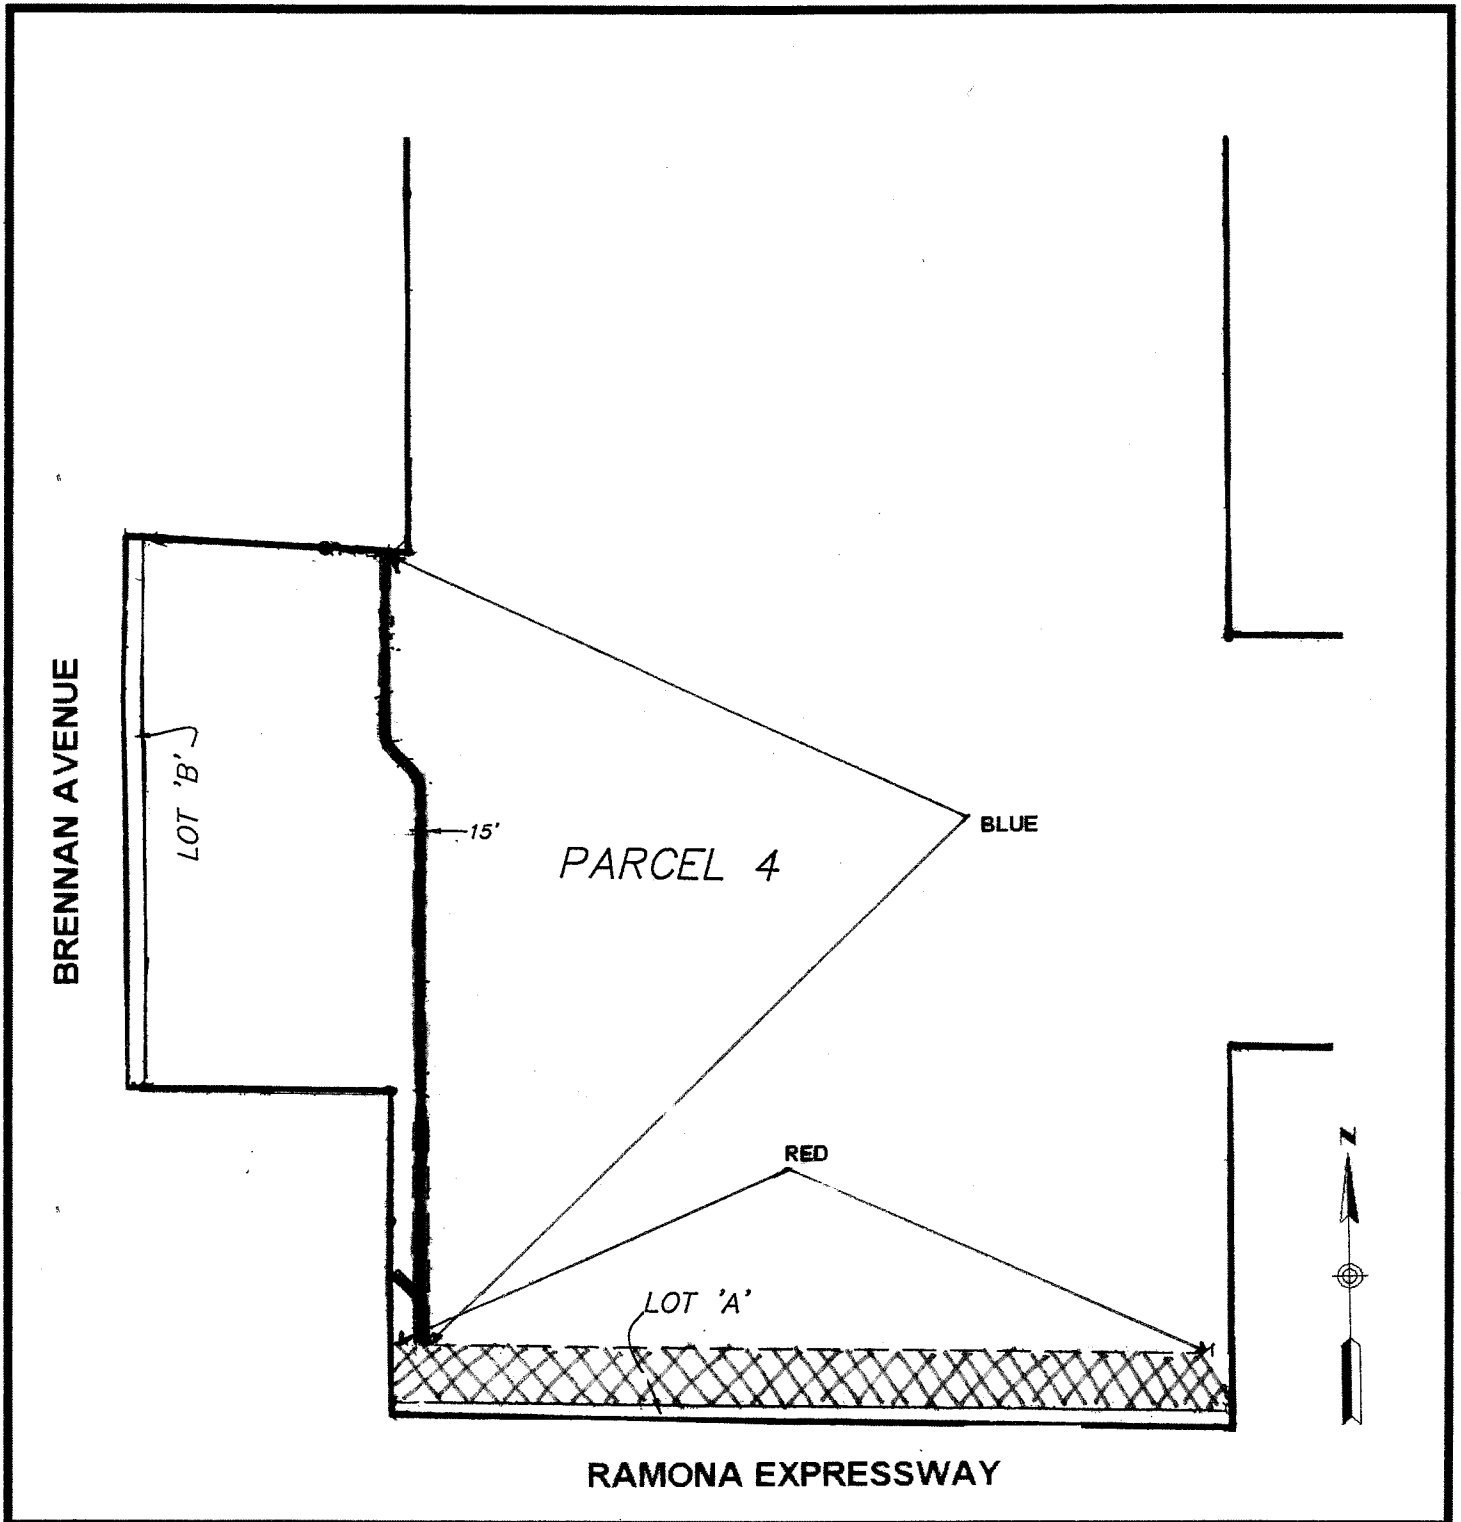 BRENNAN AVENUE
LOT 'B'
15'
PARCEL 4
BLUE
RED
LOT 'A'
N
RAMONA EXPRESSWAY